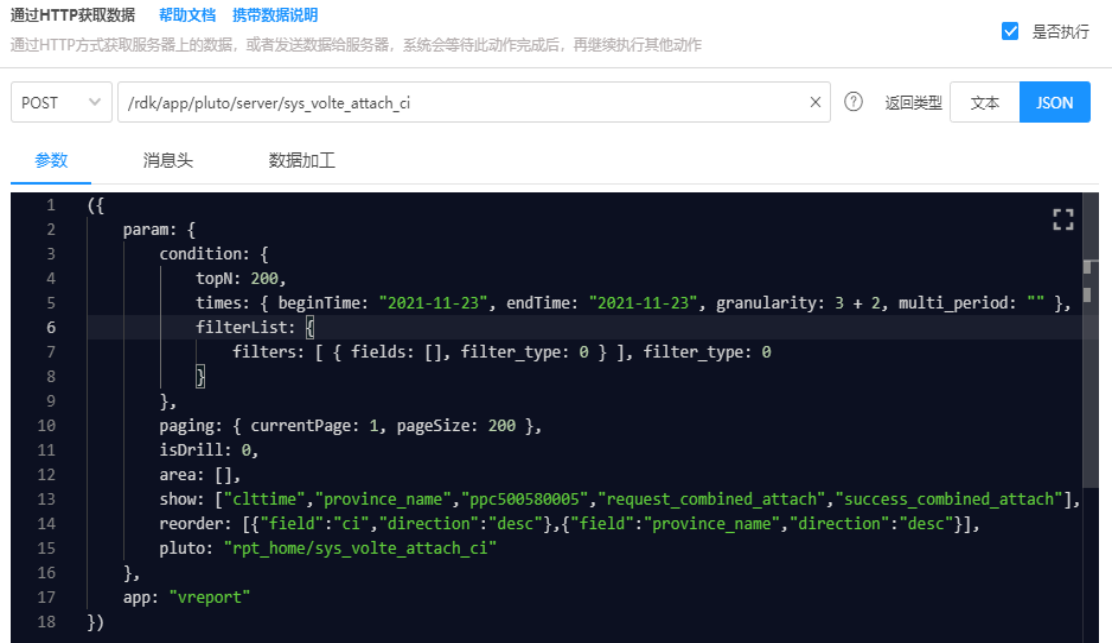 通过HTTP获取数据 帮助文档 携带数据说明
通过HTTP方式获取服务器上的数据，或者发送数据给服务器，系统会等待此动作完成后，再继续执行其他动作
是否执行
POST /rdk/app/pluto/server/sys_volte_attach_ci × ? 返回类型 文本 JSON
参数 消息头 数据加工
1 ({
2 param: {
3 condition: {
4 topN: 200,
5 times: { beginTime: "2021-11-23", endTime: "2021-11-23", granularity: 3 + 2, multi_period: "" },
6 filterList: {
7 filters: [ { fields: [], filter_type: 0 } ], filter_type: 0
8 }
9 },
10 paging: { currentPage: 1, pageSize: 200 },
11 isDrill: 0,
12 area: [],
13 show: ["clttime","province_name","ppc500580005","request_combined_attach","success_combined_attach"],
14 reorder: [{"field":"ci","direction":"desc"},{"field":"province_name","direction":"desc"}],
15 pluto: "rpt_home/sys_volte_attach_ci"
16 },
17 app: "vreport"
18 })